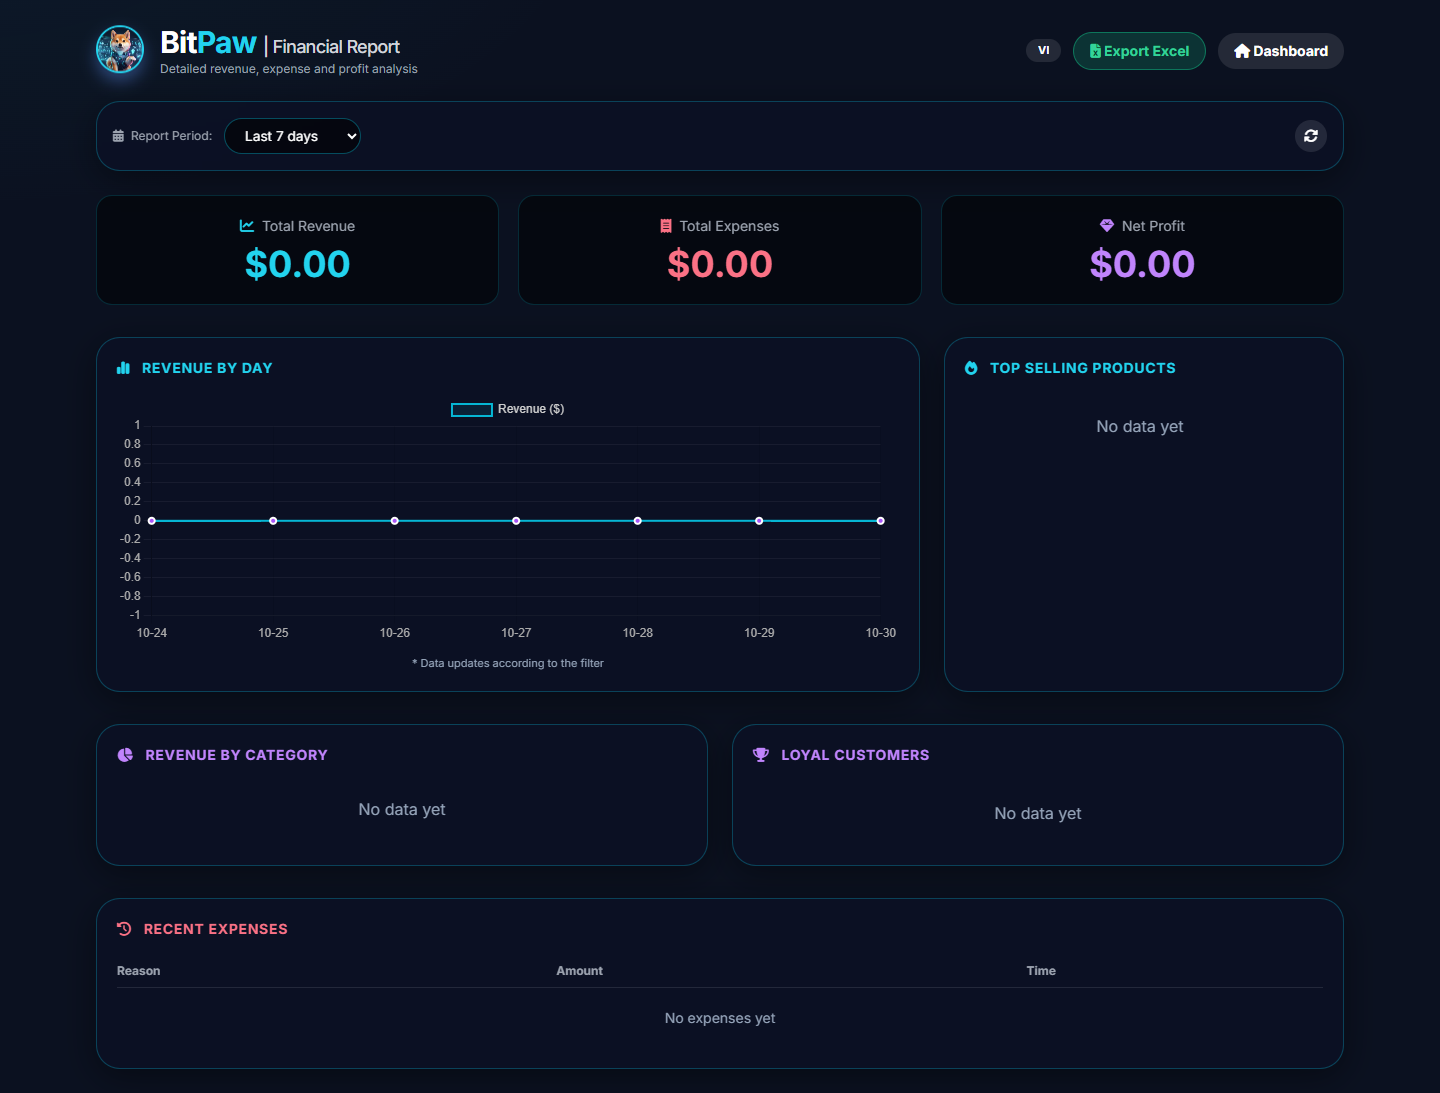 BitPaw | Financial Report
Detailed revenue, expense and profit analysis
VI
Export Excel
Dashboard
Report Period:
Last 7 days
Total Revenue
$0.00
Total Expenses
$0.00
Net Profit
$0.00
REVENUE BY DAY
Revenue ($)
1
0.8
0.6
0.4
0.2
0
-0.2
-0.4
-0.6
-0.8
-1
10-24 10-25 10-26 10-27 10-28 10-29 10-30
* Data updates according to the filter
TOP SELLING PRODUCTS
No data yet
REVENUE BY CATEGORY
No data yet
LOYAL CUSTOMERS
No data yet
RECENT EXPENSES
Reason Amount Time
No expenses yet